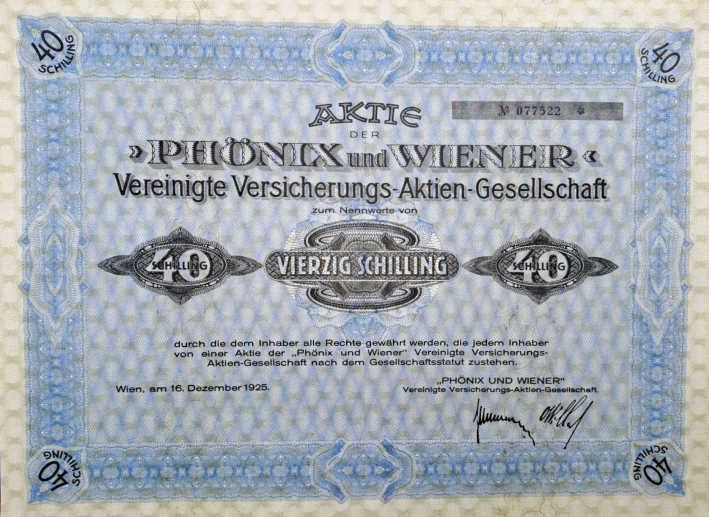 40 SCHILLING
40 SCHILLING
AKTIE
№ 077522 *
DER
»PHÖNIX und WIENER«
Vereinigte Versicherungs-Aktien-Gesellschaft
zum Nennwerte von
40 SCHILLING
VIERZIG SCHILLING
40 SCHILLING
durch die dem Inhaber alle Rechte gewährt werden, die jedem Inhaber
von einer Aktie der „Phönix und Wiener" Vereinigte Versicherungs-
Aktien-Gesellschaft nach dem Gesellschaftsstatut zustehen.
Wien, am 16. Dezember 1925.
„PHÖNIX UND WIENER"
Vereinigte Versicherungs-Aktien-Gesellschaft.
40 SCHILLING
40 SCHILLING